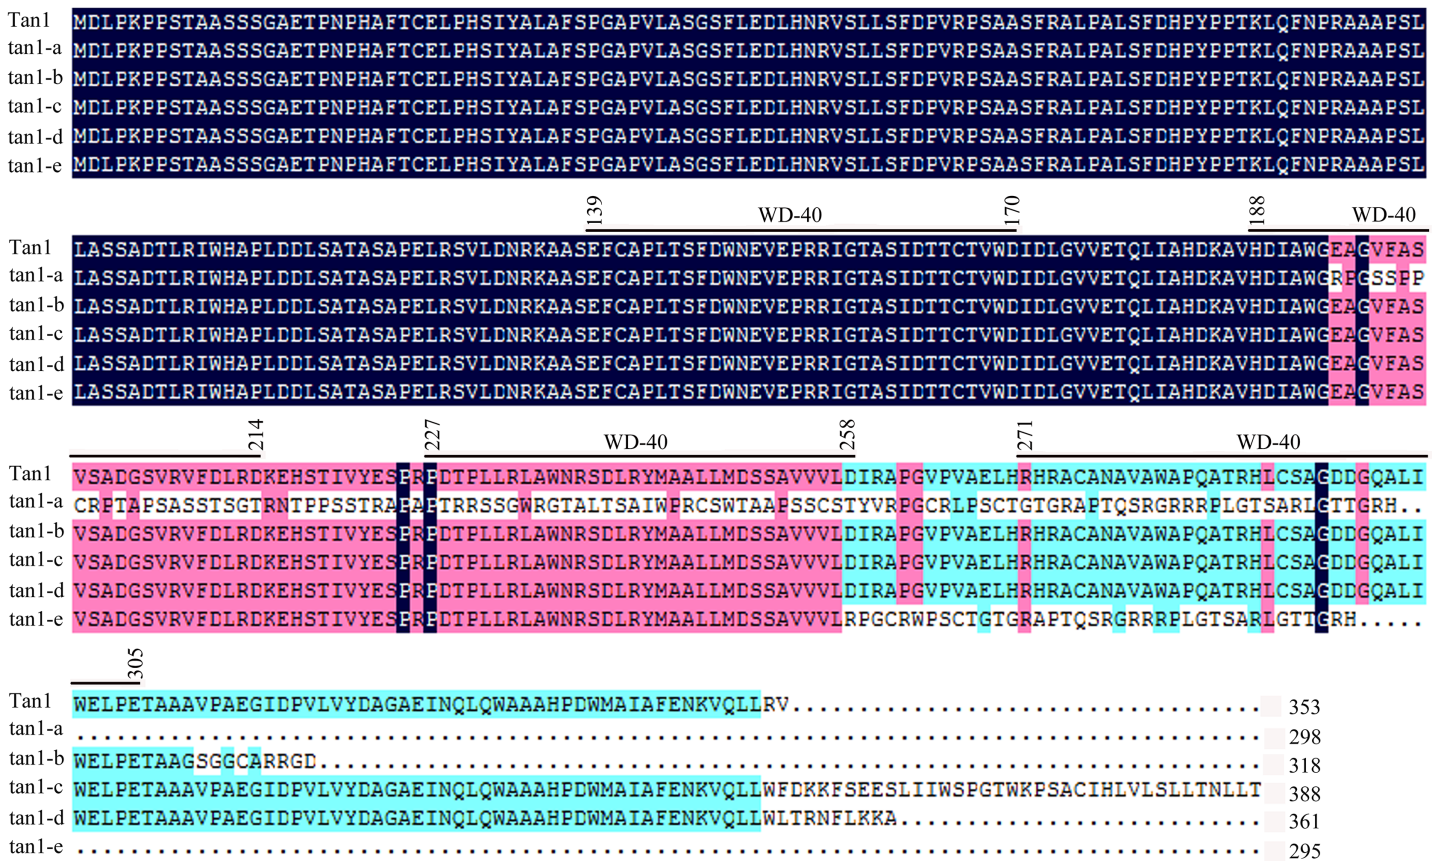 Tan1 MDLPKPPSTAASSSGAETPNPHAFTCELPHSIYALAFSPGAPVLASGSFLEDLHNRVSLLSFDPVRPSAASFRALPALSFDHPYPPTKLQFNPRAAAPSL
tan1-a MDLPKPPSTAASSSGAETPNPHAFTCELPHSIYALAFSPGAPVLASGSFLEDLHNRVSLLSFDPVRPSAASFRALPALSFDHPYPPTKLQFNPRAAAPSL
tan1-b MDLPKPPSTAASSSGAETPNPHAFTCELPHSIYALAFSPGAPVLASGSFLEDLHNRVSLLSFDPVRPSAASFRALPALSFDHPYPPTKLQFNPRAAAPSL
tan1-c MDLPKPPSTAASSSGAETPNPHAFTCELPHSIYALAFSPGAPVLASGSFLEDLHNRVSLLSFDPVRPSAASFRALPALSFDHPYPPTKLQFNPRAAAPSL
tan1-d MDLPKPPSTAASSSGAETPNPHAFTCELPHSIYALAFSPGAPVLASGSFLEDLHNRVSLLSFDPVRPSAASFRALPALSFDHPYPPTKLQFNPRAAAPSL
tan1-e MDLPKPPSTAASSSGAETPNPHAFTCELPHSIYALAFSPGAPVLASGSFLEDLHNRVSLLSFDPVRPSAASFRALPALSFDHPYPPTKLQFNPRAAAPSL
139 WD-40 170 188 WD-40
Tan1 LASSADTLRIWHAPLDDLSATASAPELRSVLDNRKAASEFCAPLTSFDWNEVEPRRIGTASIDTTCTVWDIDLGVVETQLIAHDKAVHDIAWGEAGVFAS
tan1-a LASSADTLRIWHAPLDDLSATASAPELRSVLDNRKAASEFCAPLTSFDWNEVEPRRIGTASIDTTCTVWDIDLGVVETQLIAHDKAVHDIAWGRPGSSPP
tan1-b LASSADTLRIWHAPLDDLSATASAPELRSVLDNRKAASEFCAPLTSFDWNEVEPRRIGTASIDTTCTVWDIDLGVVETQLIAHDKAVHDIAWGEAGVFAS
tan1-c LASSADTLRIWHAPLDDLSATASAPELRSVLDNRKAASEFCAPLTSFDWNEVEPRRIGTASIDTTCTVWDIDLGVVETQLIAHDKAVHDIAWGEAGVFAS
tan1-d LASSADTLRIWHAPLDDLSATASAPELRSVLDNRKAASEFCAPLTSFDWNEVEPRRIGTASIDTTCTVWDIDLGVVETQLIAHDKAVHDIAWGEAGVFAS
tan1-e LASSADTLRIWHAPLDDLSATASAPELRSVLDNRKAASEFCAPLTSFDWNEVEPRRIGTASIDTTCTVWDIDLGVVETQLIAHDKAVHDIAWGEAGVFAS
214 227 WD-40 258 271 WD-40
Tan1 VSADGSVRVFDLRDKEHSTIVYESPRPDTPLLRLAWNRSDLRYMAALLMDSSAVVVLDIRAPGVPVAELHRHRACANAVAWAPQATRHLCSAGDDGQALI
tan1-a CRPTAPSASSTSGTRNTPPSSTRAPAPTRRSSGWRGTALTSAIWPRCSWTAAPSSCSTYVRPGCRLPSCTGTGRAPTQSRGRRRPLGTSARLGTTGRH..
tan1-b VSADGSVRVFDLRDKEHSTIVYESPRPDTPLLRLAWNRSDLRYMAALLMDSSAVVVLDIRAPGVPVAELHRHRACANAVAWAPQATRHLCSAGDDGQALI
tan1-c VSADGSVRVFDLRDKEHSTIVYESPRPDTPLLRLAWNRSDLRYMAALLMDSSAVVVLDIRAPGVPVAELHRHRACANAVAWAPQATRHLCSAGDDGQALI
tan1-d VSADGSVRVFDLRDKEHSTIVYESPRPDTPLLRLAWNRSDLRYMAALLMDSSAVVVLDIRAPGVPVAELHRHRACANAVAWAPQATRHLCSAGDDGQALI
tan1-e VSADGSVRVFDLRDKEHSTIVYESPRPDTPLLRLAWNRSDLRYMAALLMDSSAVVVLRPGCRWPSCTGTGRAPTQSRGRRRPLGTSARLGTTGRH.....
305
Tan1 WELPETAAAVPAEGIDPVLVYDAGAEINQLQWAAAHPDWMAIAFENKVQLLRV................................... 353
tan1-a ........................................................................................ 298
tan1-b WELPETAAGSGGCARRGD...................................................................... 318
tan1-c WELPETAAAVPAEGIDPVLVYDAGAEINQLQWAAAHPDWMAIAFENKVQLLWFDKKFSEESLIIWSPGTWKPSACIHLVLSLLTNLLT 388
tan1-d WELPETAAAVPAEGIDPVLVYDAGAEINQLQWAAAHPDWMAIAFENKVQLLWLTRNFLKKA........................... 361
tan1-e ........................................................................................ 295